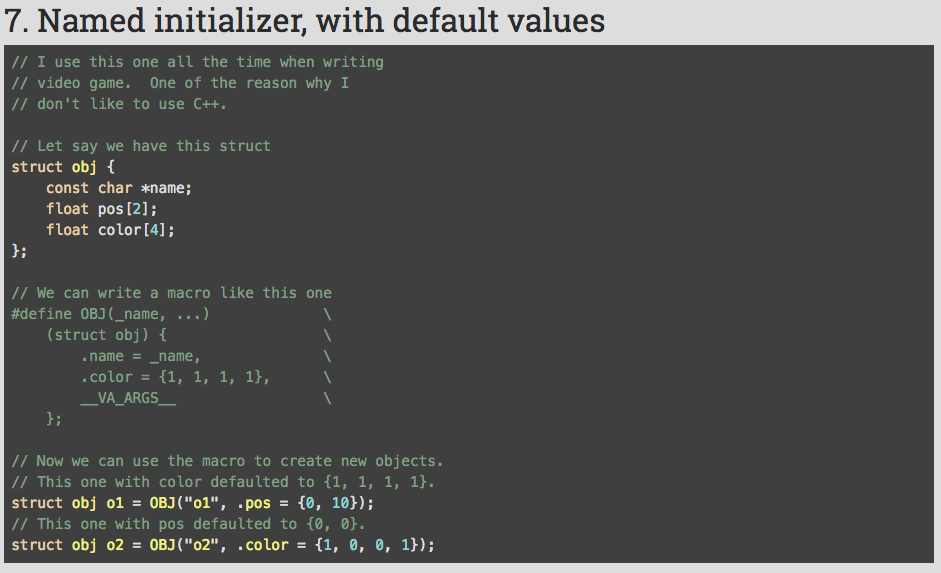 7. Named initializer, with default values
// I use this one all the time when writing
// video game.  One of the reason why I
// don't like to use C++.
// Let say we have this struct
struct obj {
    const char *name;
    float pos[2];
    float color[4];
};
// We can write a macro like this one
#define OBJ(_name, ...)             \
    (struct obj) {                  \
        .name = _name,              \
        .color = {1, 1, 1, 1},      \
        __VA_ARGS__                 \
    };
// Now we can use the macro to create new objects.
// This one with color defaulted to {1, 1, 1, 1}.
struct obj o1 = OBJ("o1", .pos = {0, 10});
// This one with pos defaulted to {0, 0}.
struct obj o2 = OBJ("o2", .color = {1, 0, 0, 1});